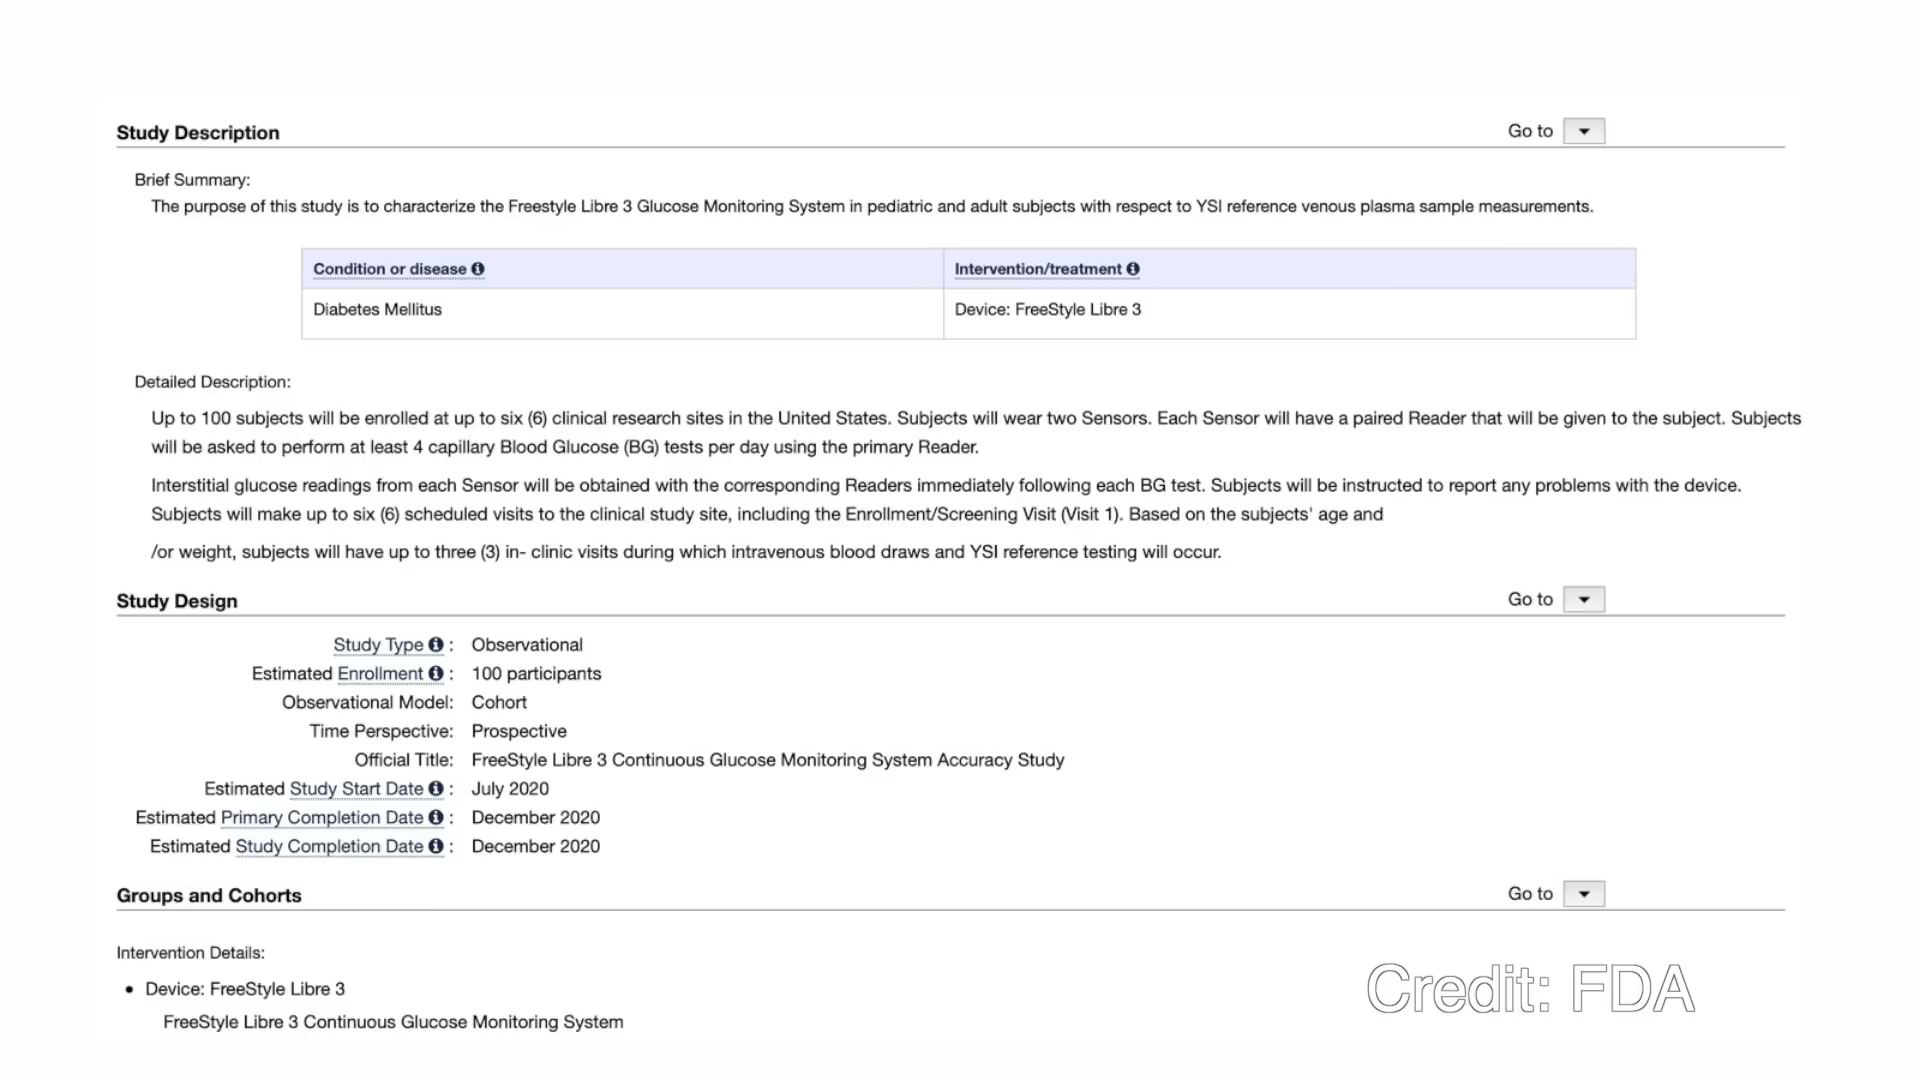 Study Description
Go to
Brief Summary:
The purpose of this study is to characterize the Freestyle Libre 3 Glucose Monitoring System in pediatric and adult subjects with respect to YSI reference venous plasma sample measurements.
Condition or disease
Intervention/treatment
Diabetes Mellitus
Device: FreeStyle Libre 3
Detailed Description:
Up to 100 subjects will be enrolled at up to six (6) clinical research sites in the United States. Subjects will wear two Sensors. Each Sensor will have a paired Reader that will be given to the subject. Subjects
will be asked to perform at least 4 capillary Blood Glucose (BG) tests per day using the primary Reader.
Interstitial glucose readings from each Sensor will be obtained with the corresponding Readers immediately following each BG test. Subjects will be instructed to report any problems with the device.
Subjects will make up to six (6) scheduled visits to the clinical study site, including the Enrollment/Screening Visit (Visit 1). Based on the subjects' age and
/or weight, subjects will have up to three (3) in- clinic visits during which intravenous blood draws and YSI reference testing will occur.
Study Design
Go to
Study Type : Observational
Estimated Enrollment : 100 participants
Observational Model: Cohort
Time Perspective: Prospective
Official Title: FreeStyle Libre 3 Continuous Glucose Monitoring System Accuracy Study
Estimated Study Start Date : July 2020
Estimated Primary Completion Date : December 2020
Estimated Study Completion Date : December 2020
Groups and Cohorts
Go to
Intervention Details:
• Device: FreeStyle Libre 3
FreeStyle Libre 3 Continuous Glucose Monitoring System
Credit: FDA